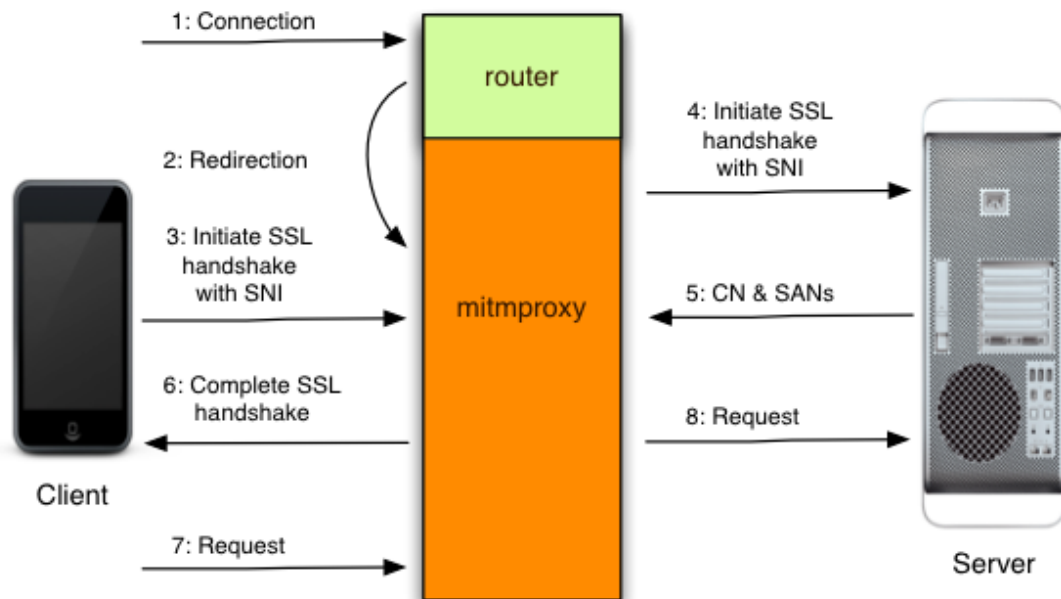 1: Connection
router
2: Redirection
3: Initiate SSL
handshake
with SNI
4: Initiate SSL
handshake
with SNI
mitmproxy
5: CN & SANs
6: Complete SSL
handshake
7: Request
8: Request
Client
Server